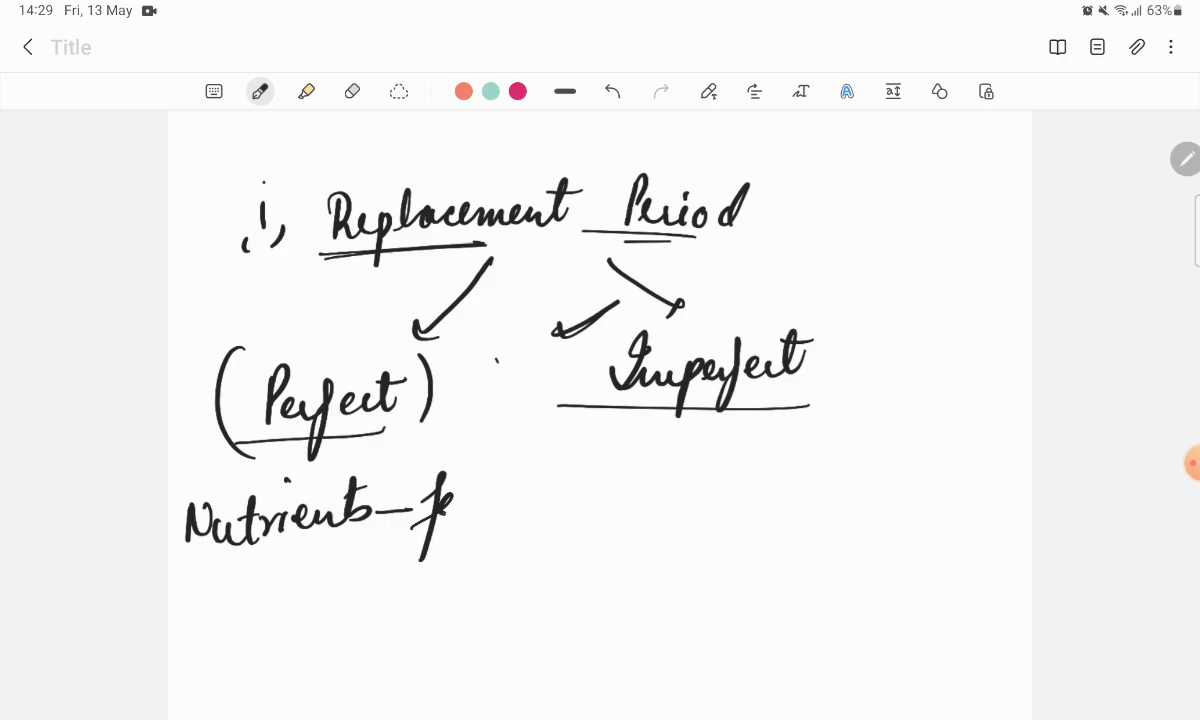 14:29 Fri, 13 May
63%
Title
(i) Replacement Period
(Perfect)
Imperfect
Nutrients-